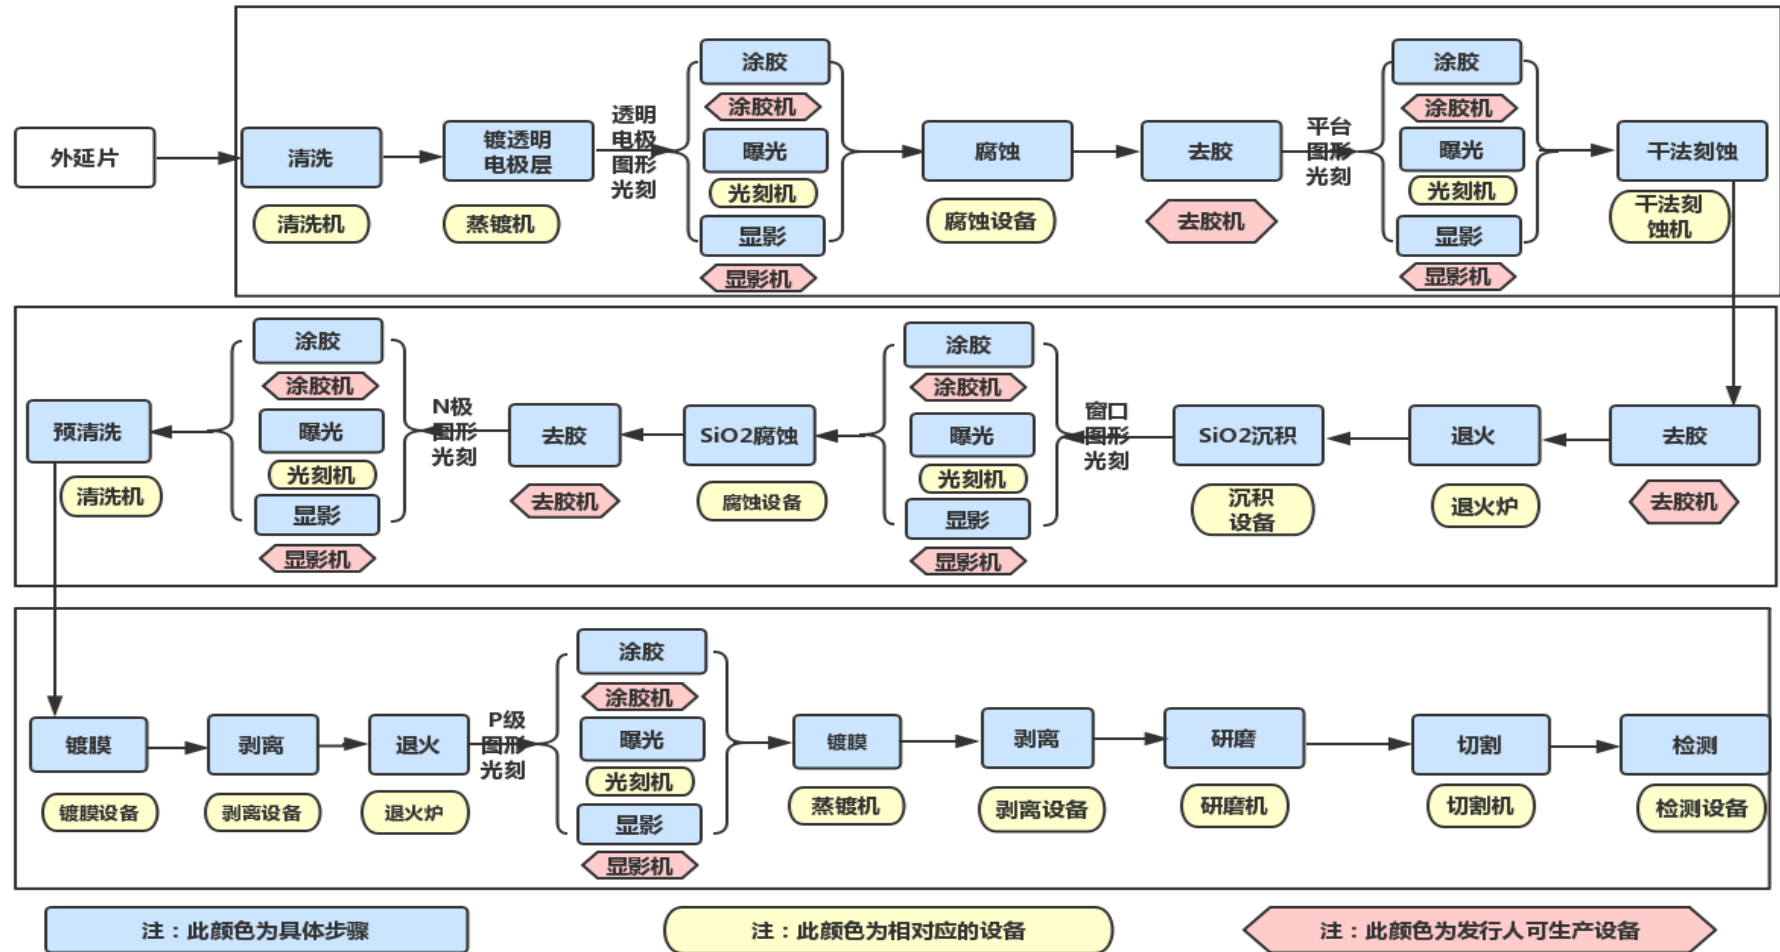 外延片
清洗
清洗机
镀透明
电极层
蒸镀机
透明
电极
图形
光刻
涂胶
涂胶机
曝光
光刻机
显影
显影机
腐蚀
腐蚀设备
去胶
去胶机
平台
图形
光刻
涂胶
涂胶机
曝光
光刻机
显影
显影机
干法刻蚀
干法刻
蚀机
去胶
去胶机
退火
退火炉
SiO2沉积
沉积
设备
窗口
图形
光刻
涂胶
涂胶机
曝光
光刻机
显影
显影机
SiO2腐蚀
腐蚀设备
去胶
去胶机
N极
图形
光刻
涂胶
涂胶机
曝光
光刻机
显影
显影机
预清洗
清洗机
镀膜
镀膜设备
剥离
剥离设备
退火
退火炉
P级
图形
光刻
涂胶
涂胶机
曝光
光刻机
显影
显影机
镀膜
蒸镀机
剥离
剥离设备
研磨
研磨机
切割
切割机
检测
检测设备
注：此颜色为具体步骤
注：此颜色为相对应的设备
注：此颜色为发行人可生产设备